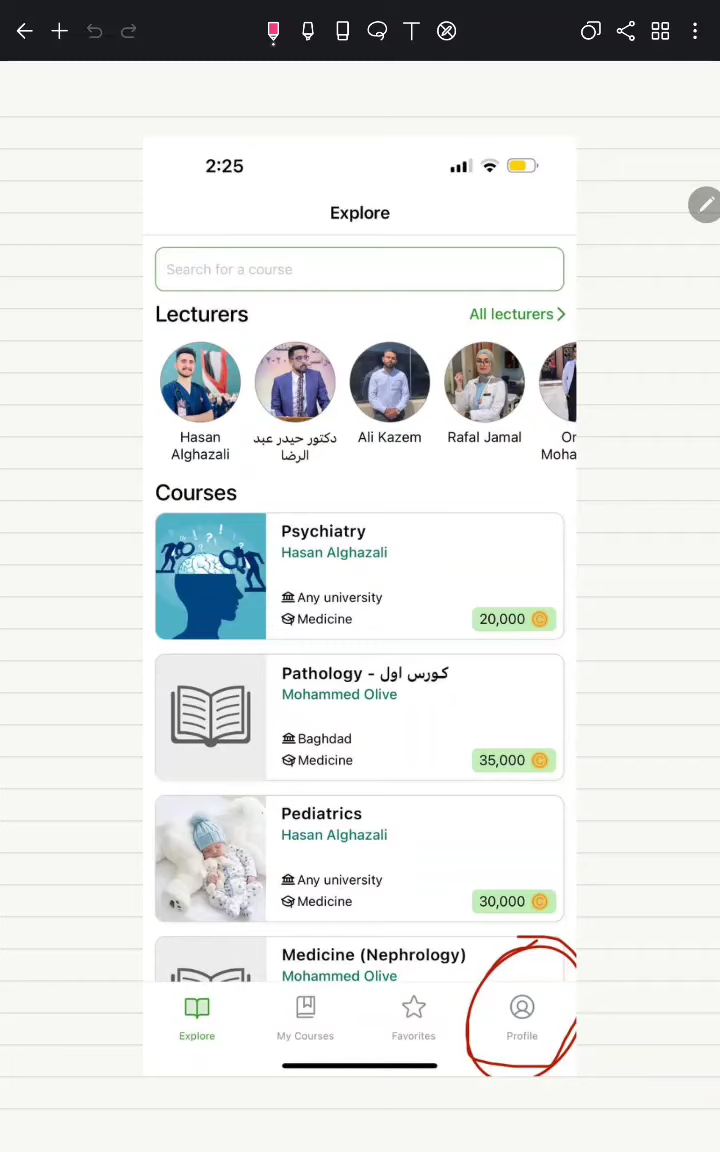 2:25
Explore
Search for a course
Lecturers
All lecturers
Hasan
Alghazali
دكتور حيدر عبد
الرضا
Ali Kazem
Rafal Jamal
Or
Moha
Courses
Psychiatry
Hasan Alghazali
Any university
Medicine
20,000
Pathology - كورس اول
Mohammed Olive
Baghdad
Medicine
35,000
Pediatrics
Hasan Alghazali
Any university
Medicine
30,000
Medicine (Nephrology)
Mohammed Olive
Explore
My Courses
Favorites
Profile